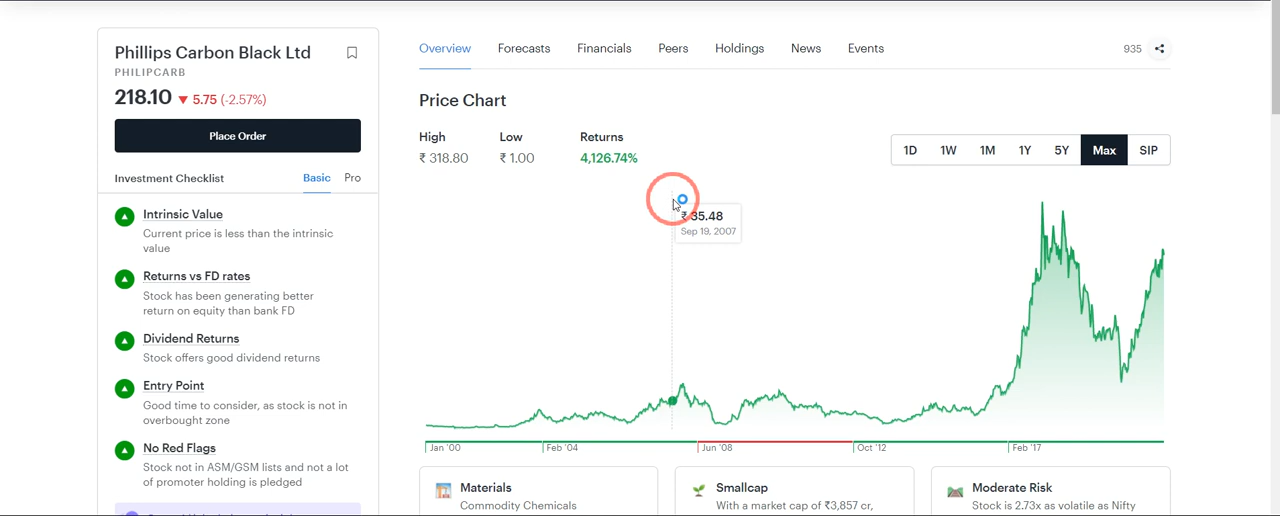 Phillips Carbon Black Ltd
PHILIPCARB
218.10 ▼ 5.75 (-2.57%)
Place Order
Investment Checklist Basic Pro
Intrinsic Value
Current price is less than the intrinsic
value
Returns vs FD rates
Stock has been generating better
return on equity than bank FD
Dividend Returns
Stock offers good dividend returns
Entry Point
Good time to consider, as stock is not in
overbought zone
No Red Flags
Stock not in ASM/GSM lists and not a lot
of promoter holding is pledged
Overview Forecasts Financials Peers Holdings News Events 935
Price Chart
High Low Returns
₹ 318.80 ₹ 1.00 4,126.74%
1D 1W 1M 1Y 5Y Max SIP
₹ 35.48
Sep 19, 2007
Jan '00 Feb '04 Jun '08 Oct '12 Feb '17
Materials
Commodity Chemicals
Smallcap
With a market cap of ₹3,857 cr,
Moderate Risk
Stock is 2.73x as volatile as Nifty